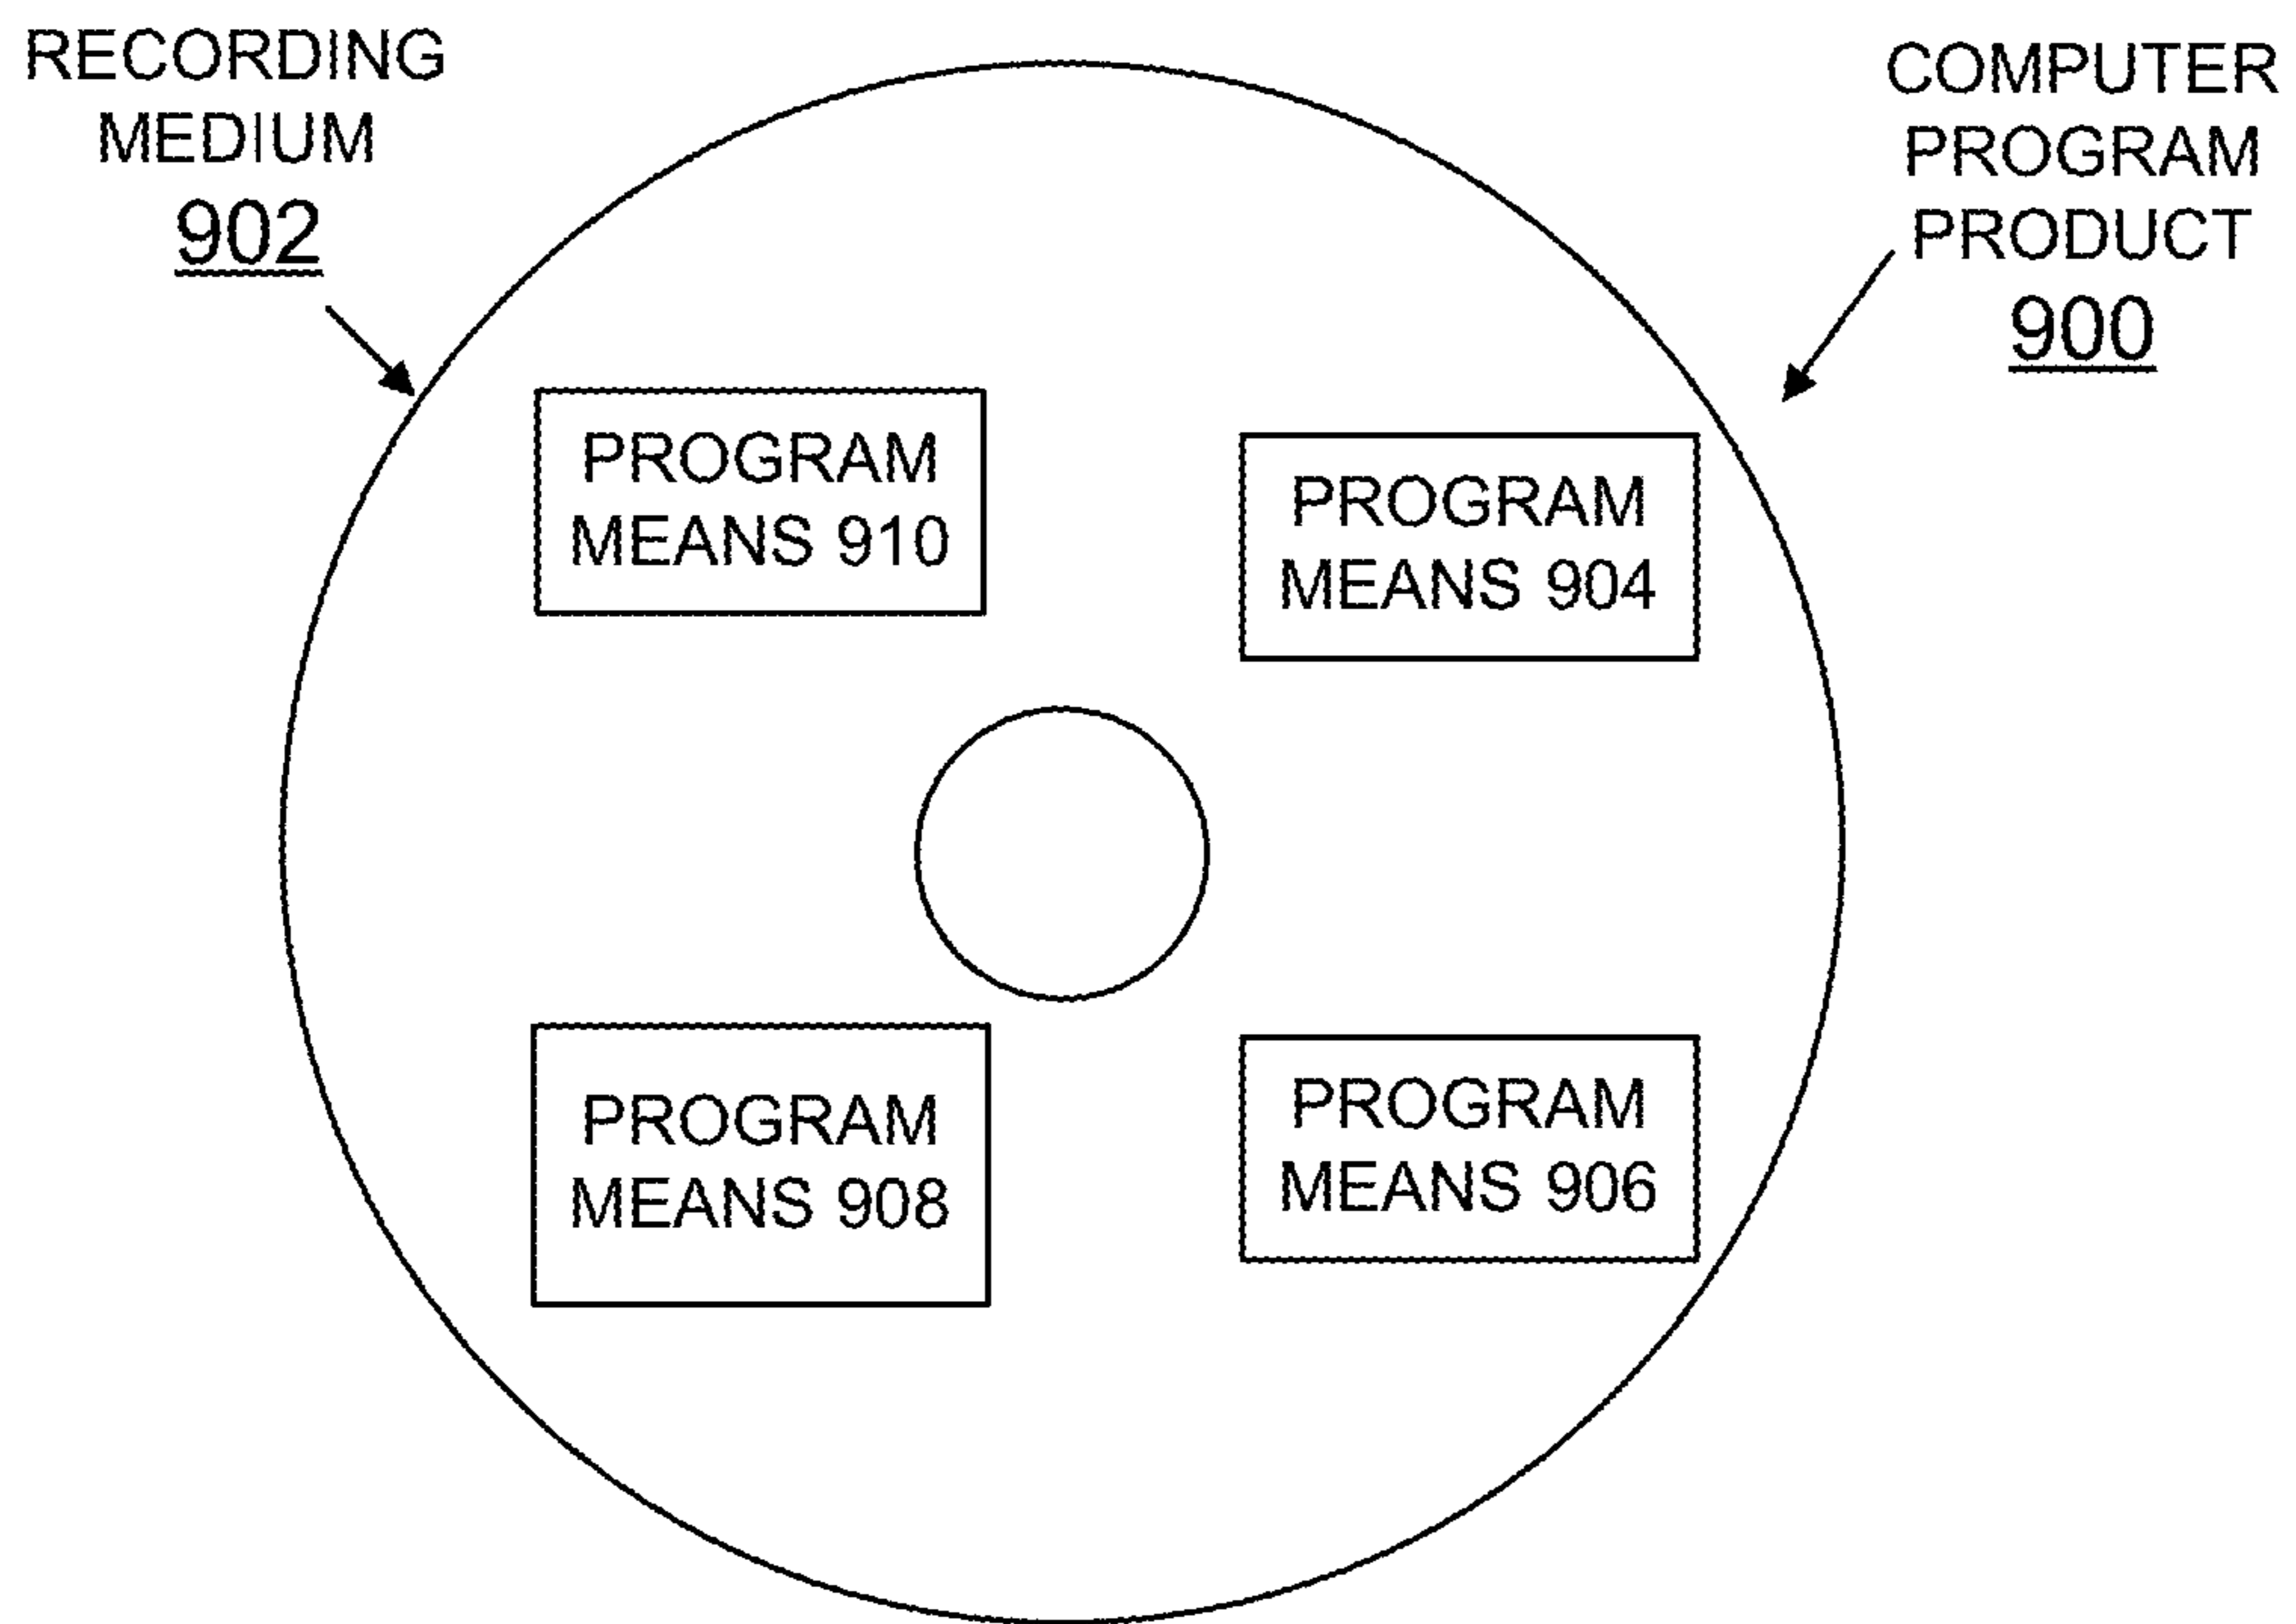 RECORDING
MEDIUM
902
COMPUTER
PROGRAM
PRODUCT
900
PROGRAM
MEANS 910
PROGRAM
MEANS 904
PROGRAM
MEANS 908
PROGRAM
MEANS 906